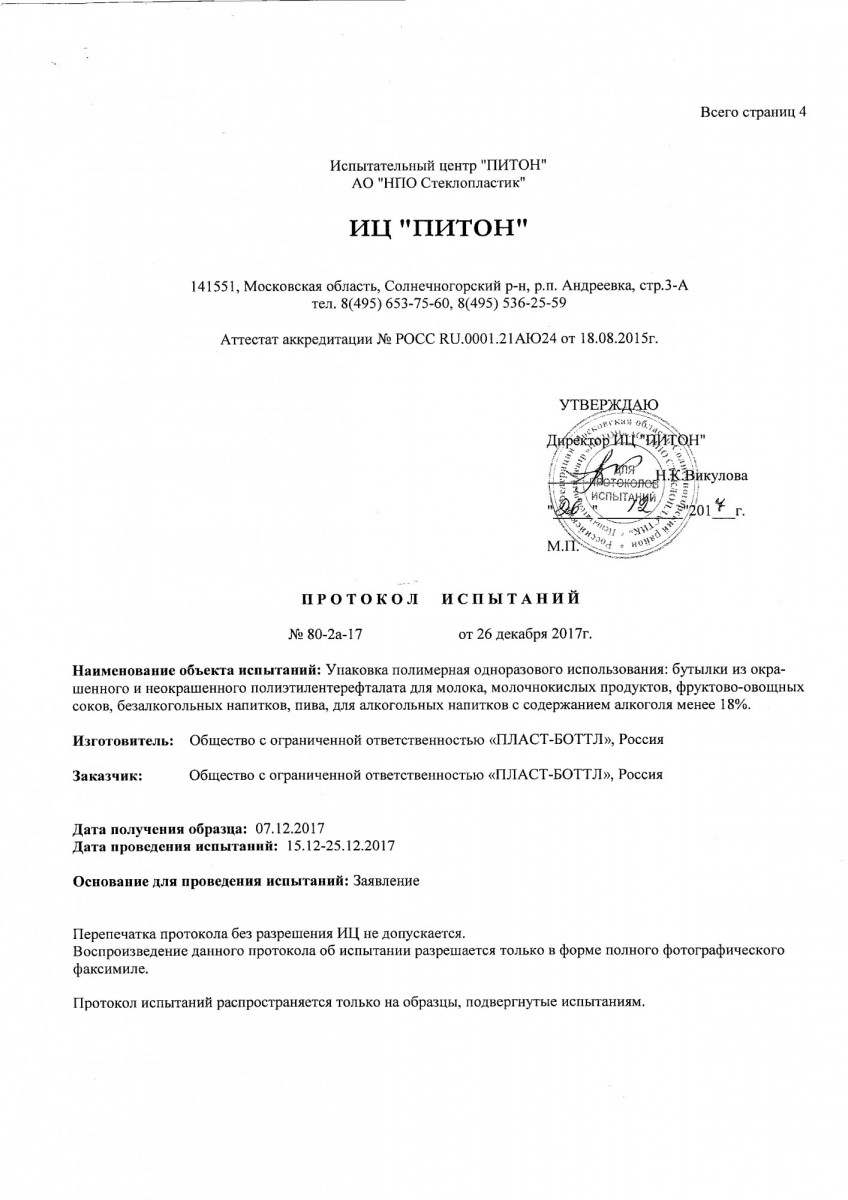 Всего страниц 4
Испытательный центр "ПИТОН"
АО "НПО Стеклопластик"
ИЦ "ПИТОН"
141551, Московская область, Солнечногорский р-н, р.п. Андреевка, стр.3-А
тел. 8(495) 653-75-60, 8(495) 536-25-59
Аттестат аккредитации № РОСС RU.0001.21АЮ24 от 18.08.2015г.
УТВЕРЖДАЮ
Директор ИЦ "ПИТОН"
Н.К.Викулова
ДЛЯ
ПРОТОКОЛОВ
ИСПЫТАНИЙ
"26" 12 2017 г.
М.П.
ПРОТОКОЛ ИСПЫТАНИЙ
№ 80-2а-17 от 26 декабря 2017г.
Наименование объекта испытаний: Упаковка полимерная одноразового использования: бутылки из окра-
шенного и неокрашенного полиэтилентерефталата для молока, молочнокислых продуктов, фруктово-овощных
соков, безалкогольных напитков, пива, для алкогольных напитков с содержанием алкоголя менее 18%.
Изготовитель: Общество с ограниченной ответственностью «ПЛАСТ-БОТТЛ», Россия
Заказчик: Общество с ограниченной ответственностью «ПЛАСТ-БОТТЛ», Россия
Дата получения образца: 07.12.2017
Дата проведения испытаний: 15.12-25.12.2017
Основание для проведения испытаний: Заявление
Перепечатка протокола без разрешения ИЦ не допускается.
Воспроизведение данного протокола об испытании разрешается только в форме полного фотографического
факсимиле.
Протокол испытаний распространяется только на образцы, подвергнутые испытаниям.